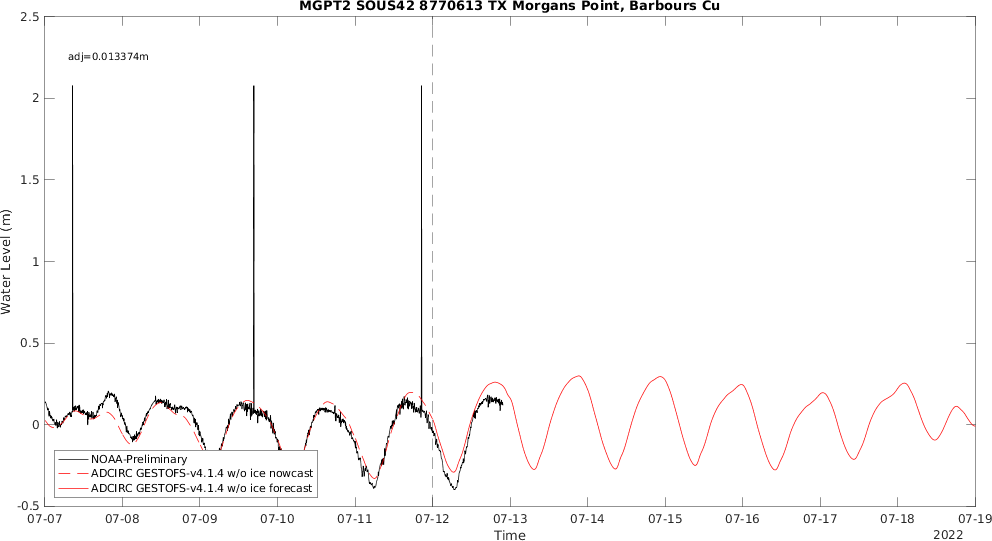 MGPT2 SOUS42 8770613 TX Morgans Point, Barbours Cu
adj=0.013374m
Water Level (m)
2.5
2
1.5
1
0.5
0
-0.5
NOAA-Preliminary
ADCIRC GESTOFS-v4.1.4 w/o ice nowcast
ADCIRC GESTOFS-v4.1.4 w/o ice forecast
07-07 07-08 07-09 07-10 07-11 07-12 07-13 07-14 07-15 07-16 07-17 07-18 07-19
Time
2022